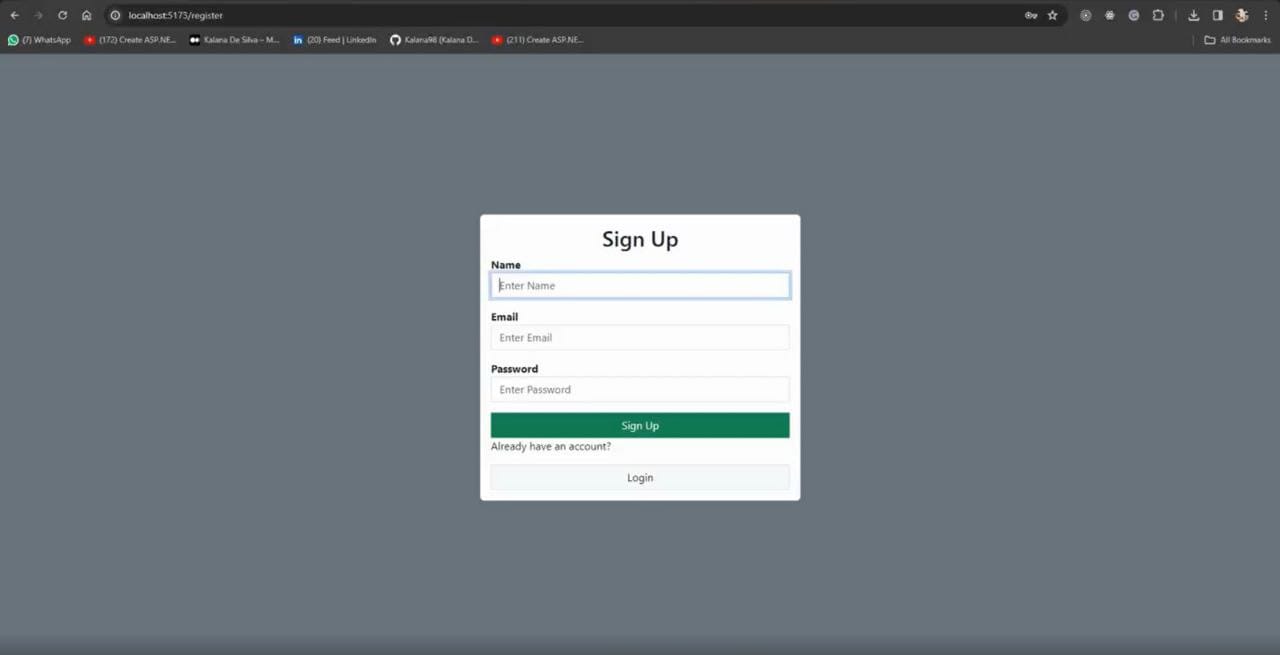 localhost:5173/register
(7) WhatsApp
(172) Create ASP.NE...
Kalana De Silva – M...
(20) Feed | LinkedIn
Kalana98 (Kalana D...
(211) Create ASP.NE...
All Bookmarks
Sign Up
Name
Enter Name
Email
Enter Email
Password
Enter Password
Sign Up
Already have an account?
Login